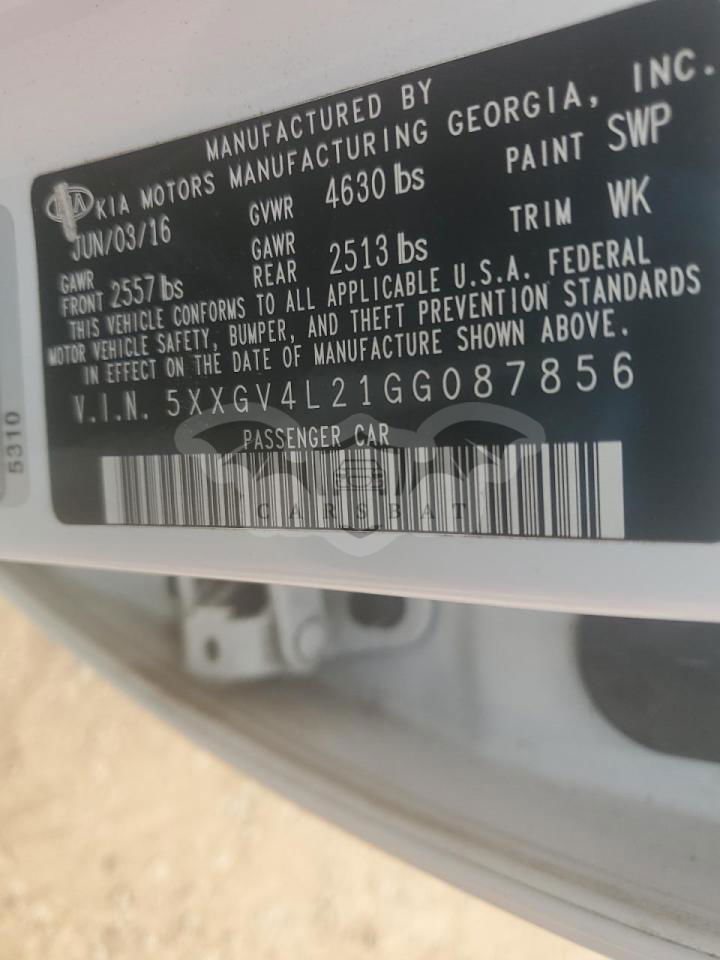 MANUFACTURED BY
KIA KIA MOTORS MANUFACTURING GEORGIA, INC.
JUN/03/16 GVWR 4630 lbs PAINT SWP
GAWR FRONT 2557 lbs GAWR REAR 2513 lbs TRIM WK
THIS VEHICLE CONFORMS TO ALL APPLICABLE U.S.A. FEDERAL
MOTOR VEHICLE SAFETY, BUMPER, AND THEFT PREVENTION STANDARDS
IN EFFECT ON THE DATE OF MANUFACTURE SHOWN ABOVE.
V.I.N. 5XXGV4L21GG087856
PASSENGER CAR
CARSBAT
5310